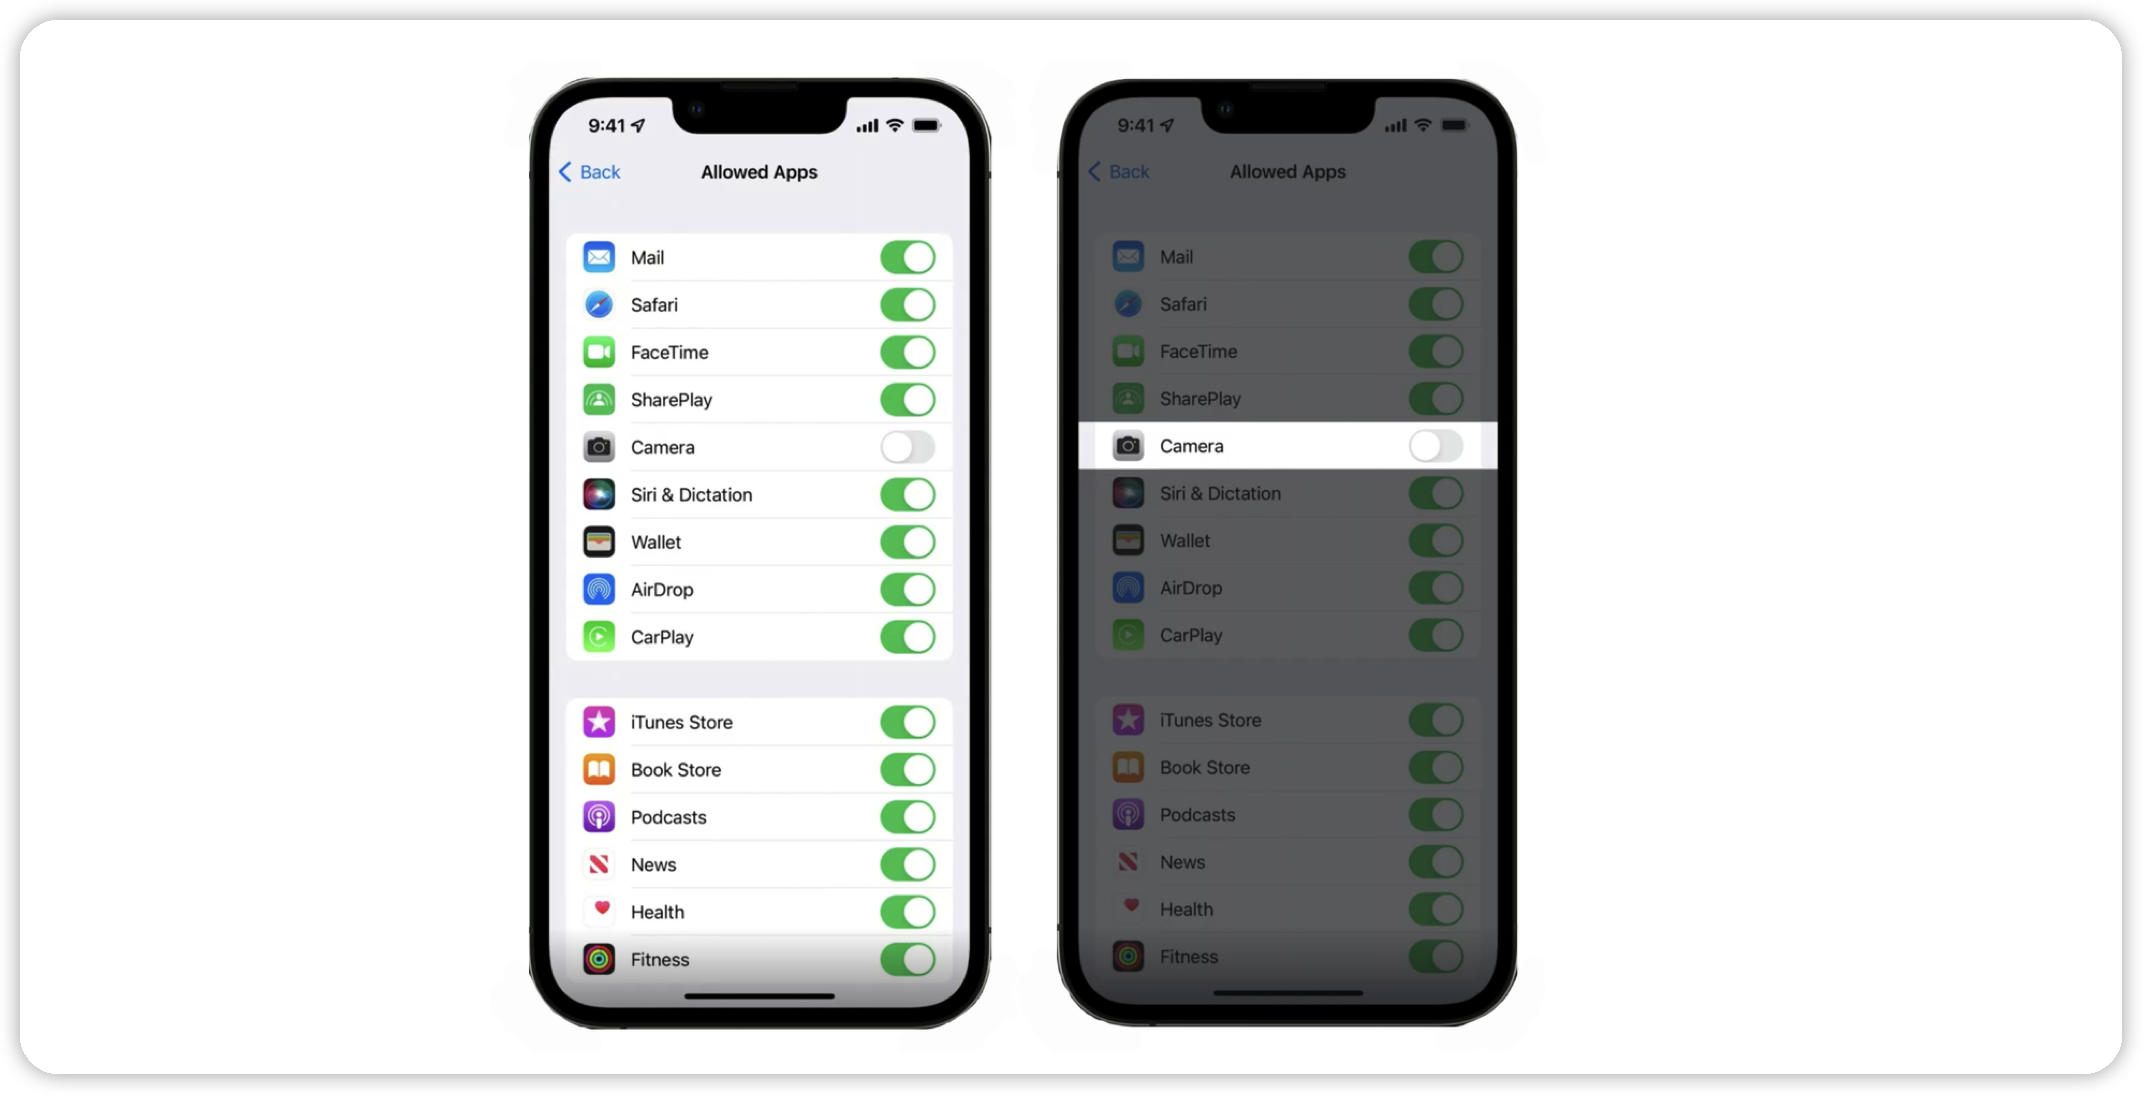 9:41
Back Allowed Apps
Mail
Safari
FaceTime
SharePlay
Camera
Siri & Dictation
Wallet
AirDrop
CarPlay
iTunes Store
Book Store
Podcasts
News
Health
Fitness
9:41
Back Allowed Apps
Mail
Safari
FaceTime
SharePlay
Camera
Siri & Dictation
Wallet
AirDrop
CarPlay
iTunes Store
Book Store
Podcasts
News
Health
Fitness